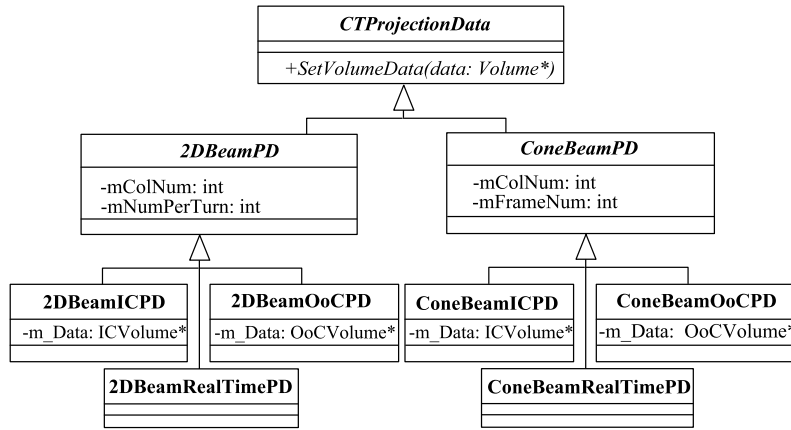 CTProjectionData
+SetVolumeData(data: Volume*)
2DBeamPD
-mColNum: int
-mNumPerTurn: int
ConeBeamPD
-mColNum: int
-mFrameNum: int
2DBeamICPD
-m_Data: ICVolume*
2DBeamOoCPD
-m_Data: OoCVolume*
ConeBeamICPD
-m_Data: ICVolume*
ConeBeamOoCPD
-m_Data: OoCVolume*
2DBeamRealTimePD
ConeBeamRealTimePD